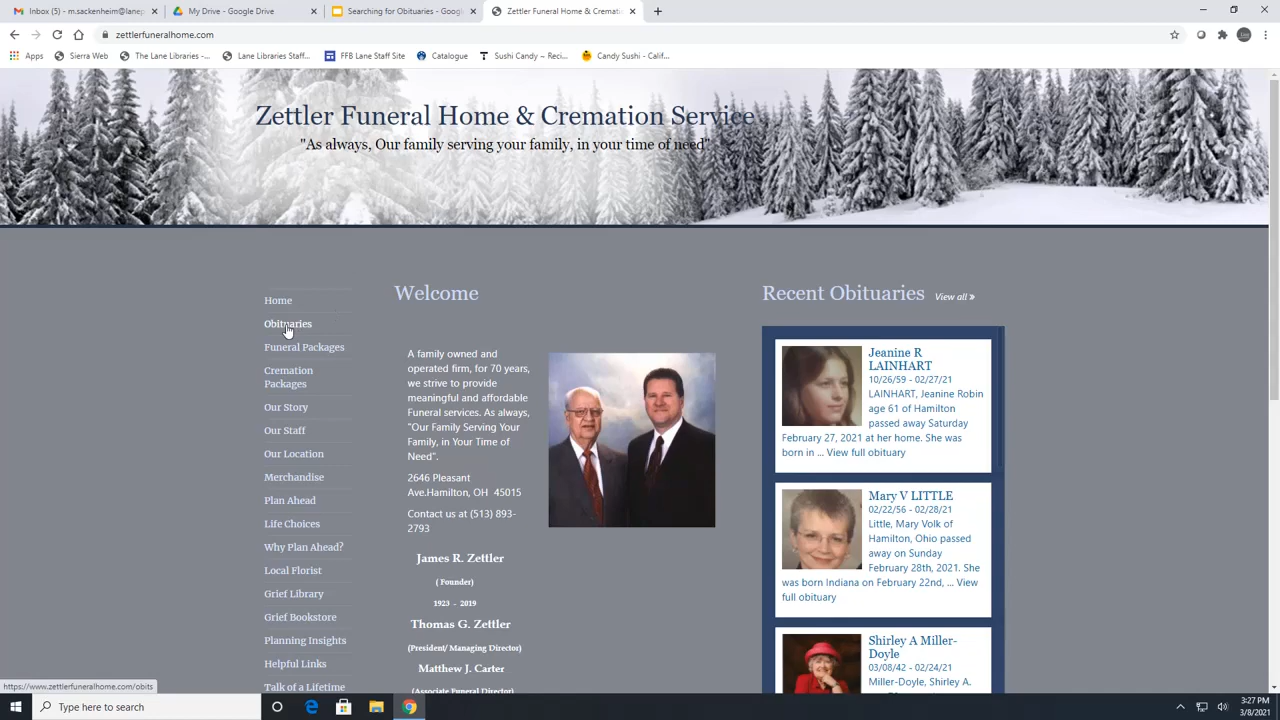 Inbox (5) - m.sackenheim@lanep
My Drive - Google Drive
Searching for Obituaries - Googl
Zettler Funeral Home & Cremati
zettlerfuneralhome.com
Apps
Sierra Web
The Lane Libraries -...
Lane Libraries Staff...
FFB Lane Staff Site
Catalogue
Sushi Candy ~ Reci...
Candy Sushi - Calif...
Zettler Funeral Home & Cremation Service
"As always, Our family serving your family, in your time of need"
Home
Obituaries
Funeral Packages
Cremation
Packages
Our Story
Our Staff
Our Location
Merchandise
Plan Ahead
Life Choices
Why Plan Ahead?
Local Florist
Grief Library
Grief Bookstore
Planning Insights
Helpful Links
Talk of a Lifetime
Welcome
A family owned and
operated firm, for 70 years,
we strive to provide
meaningful and affordable
Funeral services. As always,
"Our Family Serving Your
Family, in Your Time of
Need".
2646 Pleasant
Ave.Hamilton, OH 45015
Contact us at (513) 893-
2793
James R. Zettler
( Founder)
1923 - 2019
Thomas G. Zettler
(President/ Managing Director)
Matthew J. Carter
(Associate Funeral Director)
Recent Obituaries View all »
Jeanine R
LAINHART
10/26/59 - 02/27/21
LAINHART, Jeanine Robin
age 61 of Hamilton
passed away Saturday
February 27, 2021 at her home. She was
born in ... View full obituary
Mary V LITTLE
02/22/56 - 02/28/21
Little, Mary Volk of
Hamilton, Ohio passed
away on Sunday
February 28th, 2021. She
was born Indiana on February 22nd, ... View
full obituary
Shirley A Miller-
Doyle
03/08/42 - 02/24/21
Miller-Doyle, Shirley A.
https://www.zettlerfuneralhome.com/obits
Type here to search
3:27 PM
3/8/2021